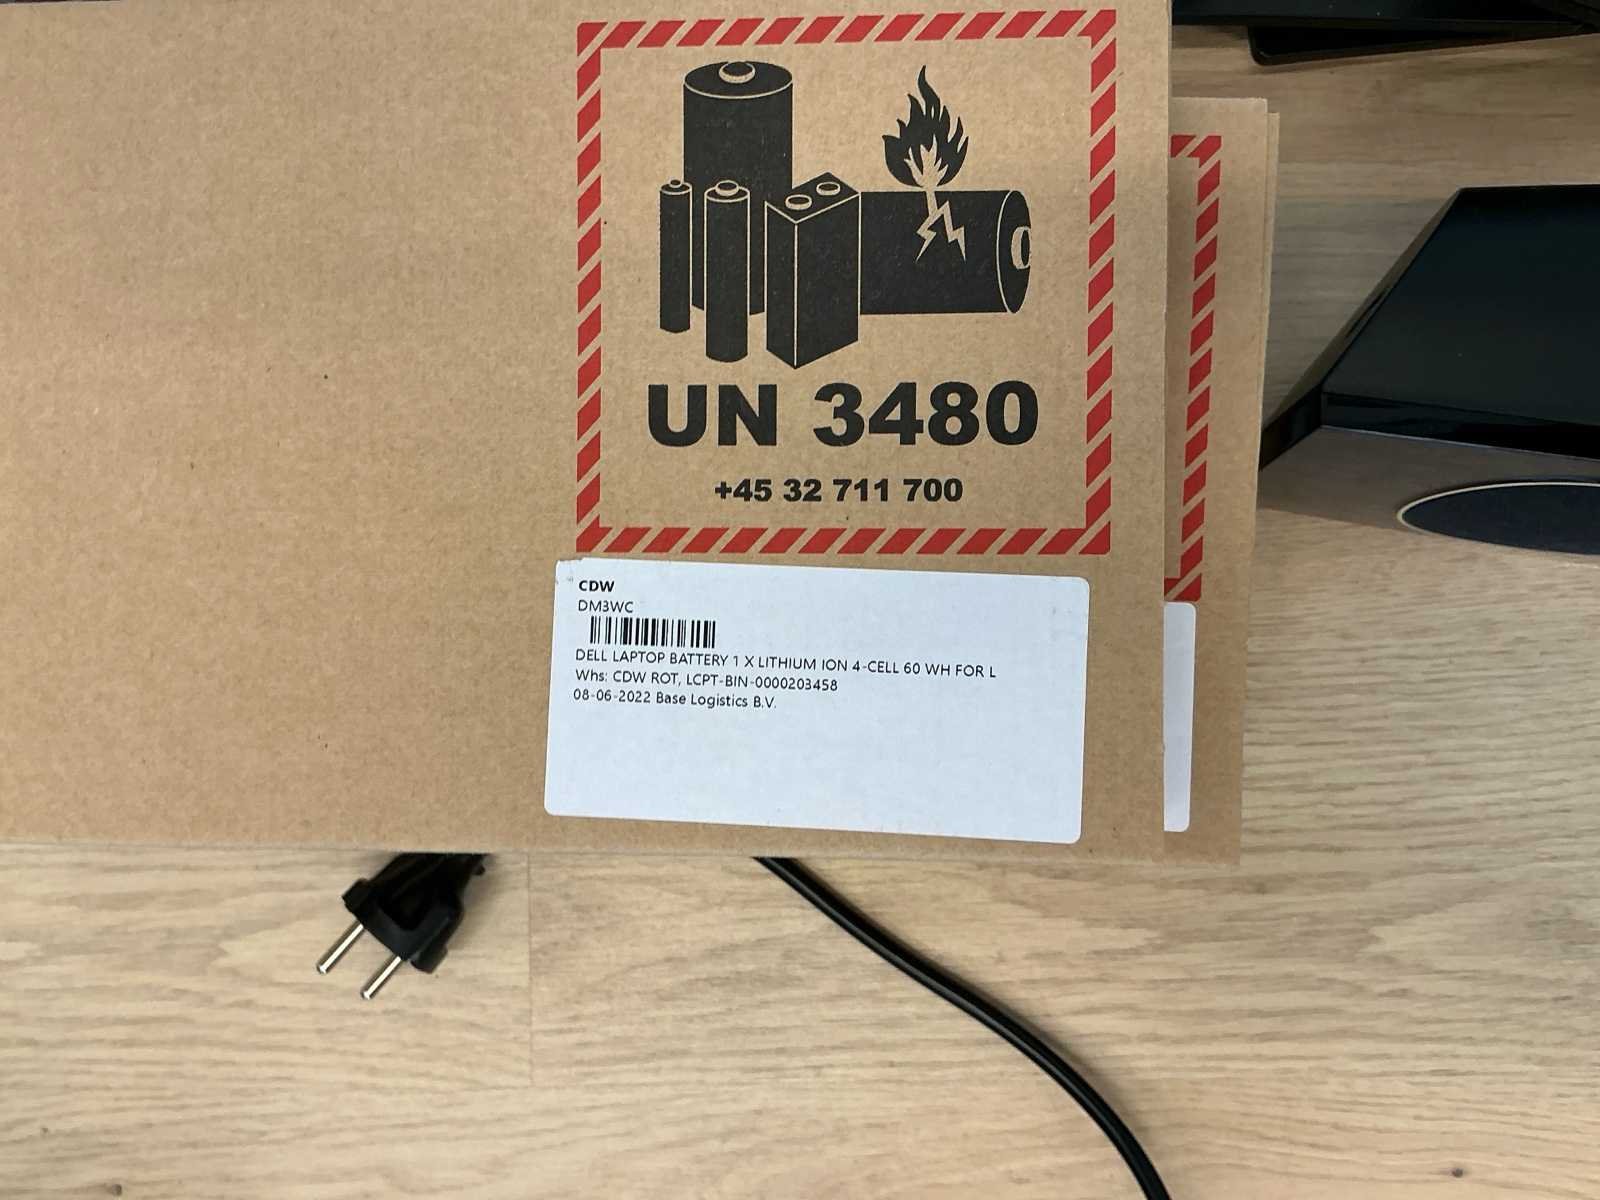 UN 3480
+45 32 711 700
CDW
DM3WC
DELL LAPTOP BATTERY 1 X LITHIUM ION 4-CELL 60 WH FOR L
Whs: CDW ROT, LCPT-BIN-0000203458
08-06-2022 Base Logistics B.V.